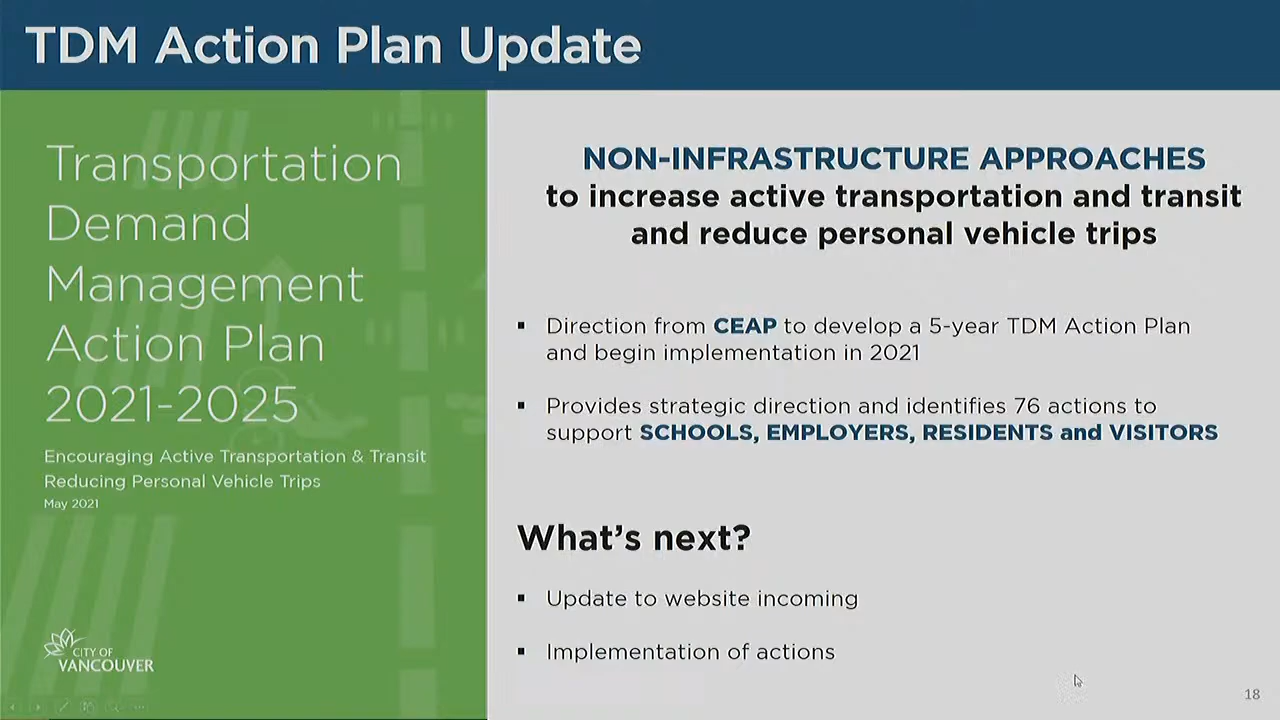 TDM Action Plan Update
Transportation
Demand
Management
Action Plan
2021-2025
Encouraging Active Transportation & Transit
Reducing Personal Vehicle Trips
May 2021
CITY OF
VANCOUVER
NON-INFRASTRUCTURE APPROACHES
to increase active transportation and transit
and reduce personal vehicle trips
▪ Direction from CEAP to develop a 5-year TDM Action Plan
and begin implementation in 2021
▪ Provides strategic direction and identifies 76 actions to
support SCHOOLS, EMPLOYERS, RESIDENTS and VISITORS
What's next?
▪ Update to website incoming
▪ Implementation of actions
18